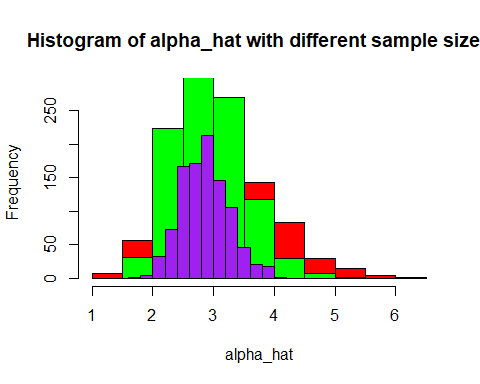 Histogram of alpha_hat with different sample size
Frequency
250
150
50
0
1 2 3 4 5 6
alpha_hat